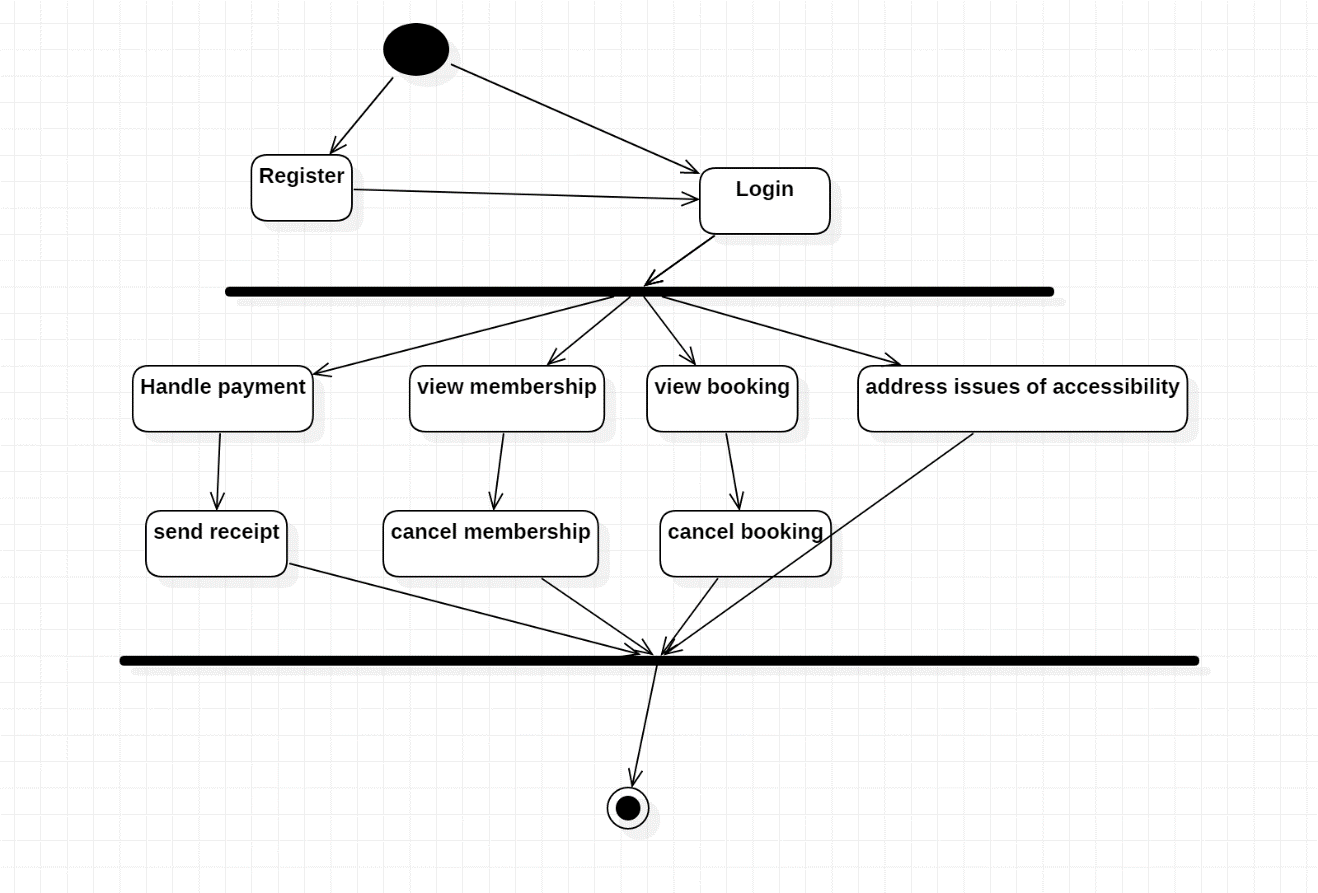 Register
Login
Handle payment
view membership
view booking
address issues of accessibility
send receipt
cancel membership
cancel booking